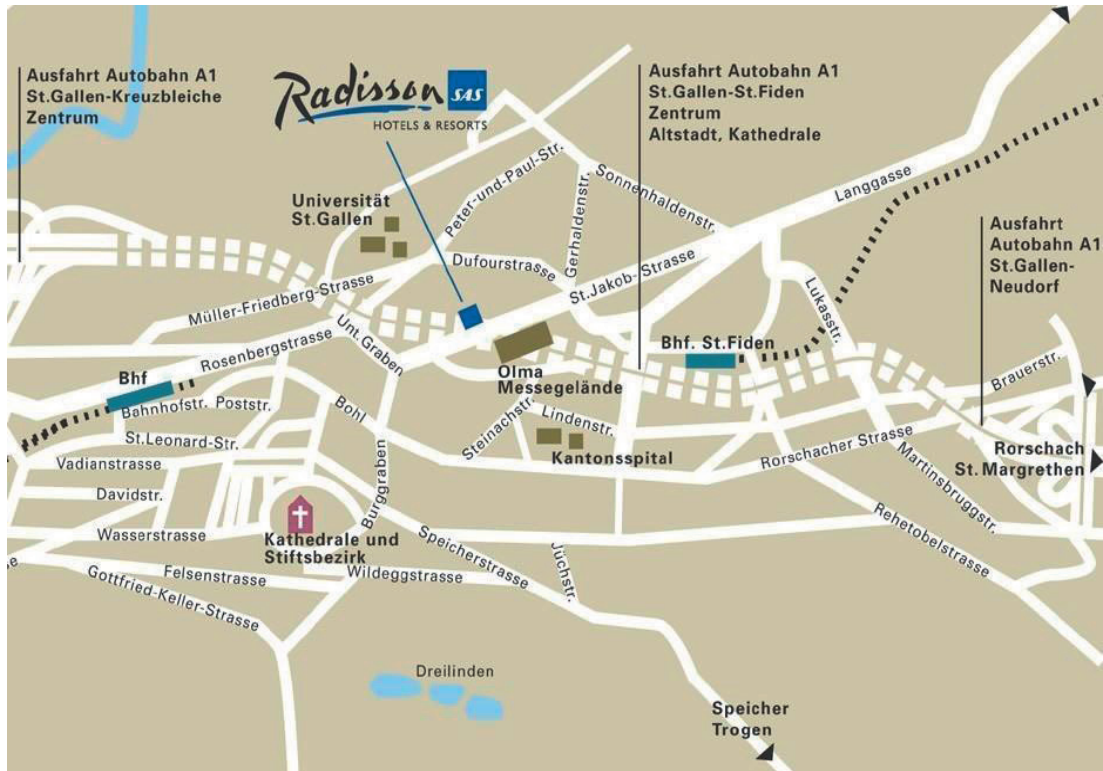 Ausfahrt Autobahn A1
St.Gallen-Kreuzbleiche
Zentrum
Radisson SAS
HOTELS & RESORTS
Ausfahrt Autobahn A1
St.Gallen-St.Fiden
Zentrum
Altstadt, Kathedrale
Universität
St.Gallen
Peter-und-Paul-Str.
Gerhaldenstr.
Sonnenhaldenstr.
Langgasse
Ausfahrt
Autobahn A1
St.Gallen-
Neudorf
Dufourstrasse
St.Jakob-Strasse
Lukasstr.
Müller-Friedberg-Strasse
Rosenbergstrasse
Unt.Graben
Bhf
Bhf. St.Fiden
Olma
Messegelände
Brauerstr.
Bahnhofstr.
Poststr.
Bohl
Steinachstr.
Lindenstr.
Kantonsspital
Rorschacher Strasse
Rorschach
St.Margrethen
St.Leonard-Str.
Vadianstrasse
Davidstr.
Wasserstrasse
Burggraben
Martinsbruggstr.
Kathedrale und
Stiftsbezirk
Speicherstrasse
Jüchstr.
Rehetobelstrasse
Felsenstrasse
Wildeggstrasse
Gottfried-Keller-Strasse
Dreilinden
Speicher
Trogen